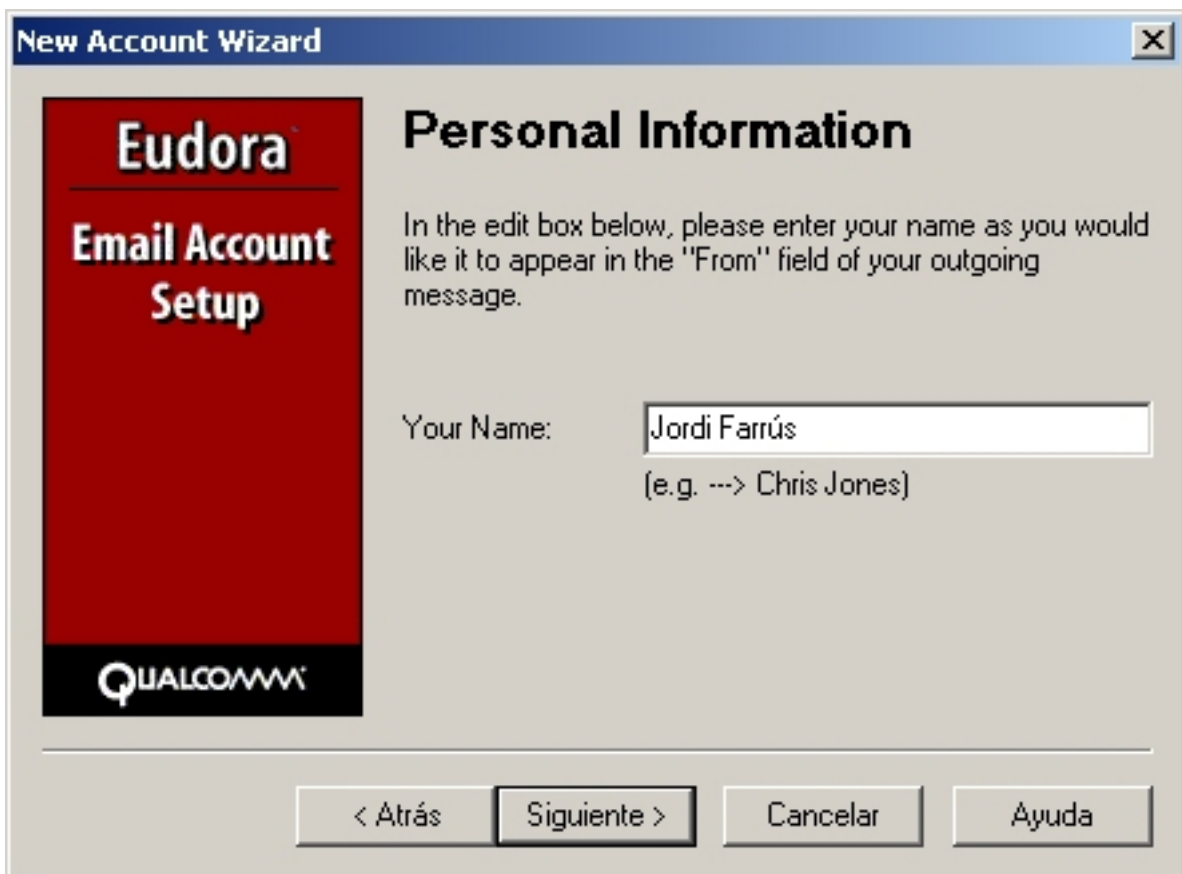 New Account Wizard
Eudora
Email Account
Setup
QUALCOMM
Personal Information
In the edit box below, please enter your name as you would
like it to appear in the "From" field of your outgoing
message.
Your Name: Jordi Farrús
(e.g. ---> Chris Jones)
< Atrás Siguiente > Cancelar Ayuda